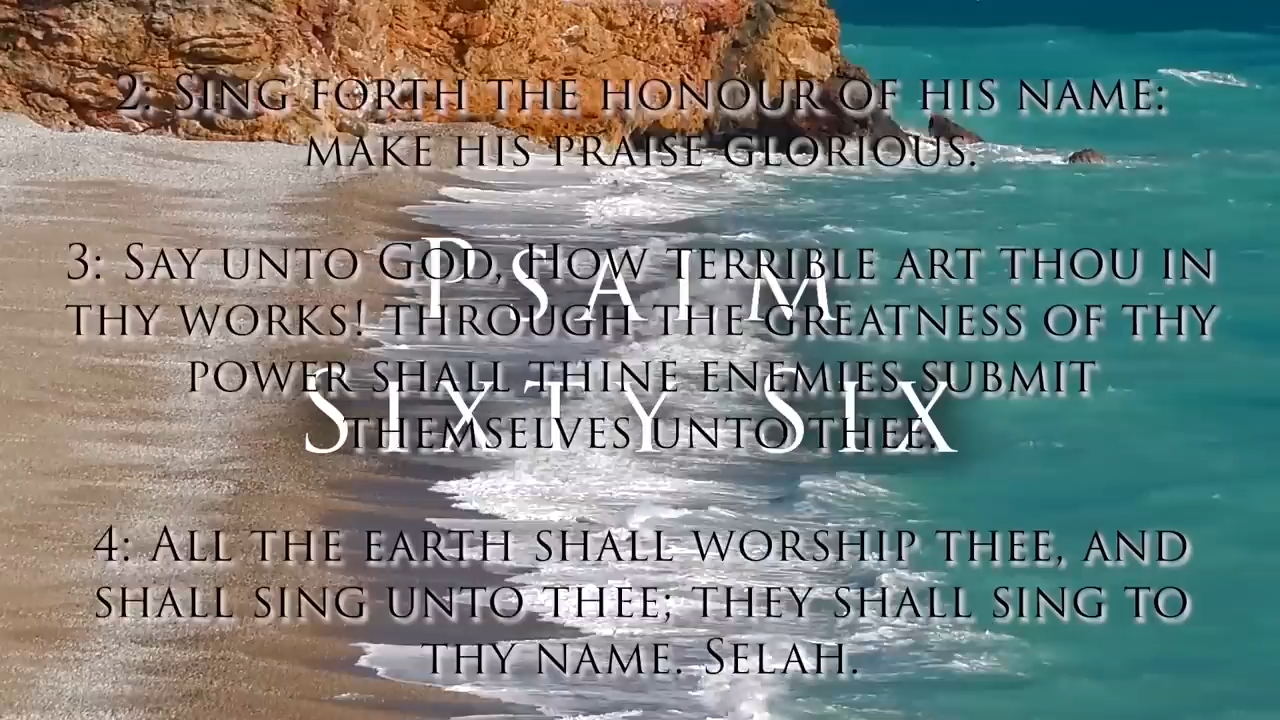 2: Sing forth the honour of his name:
make his praise glorious.
3: Say unto God, How terrible art thou in
Psalm
thy works! through the greatness of thy
power shall thine enemies submit
Sixty Six
themselves unto thee.
4: All the earth shall worship thee, and
shall sing unto thee; they shall sing to
thy name. Selah.